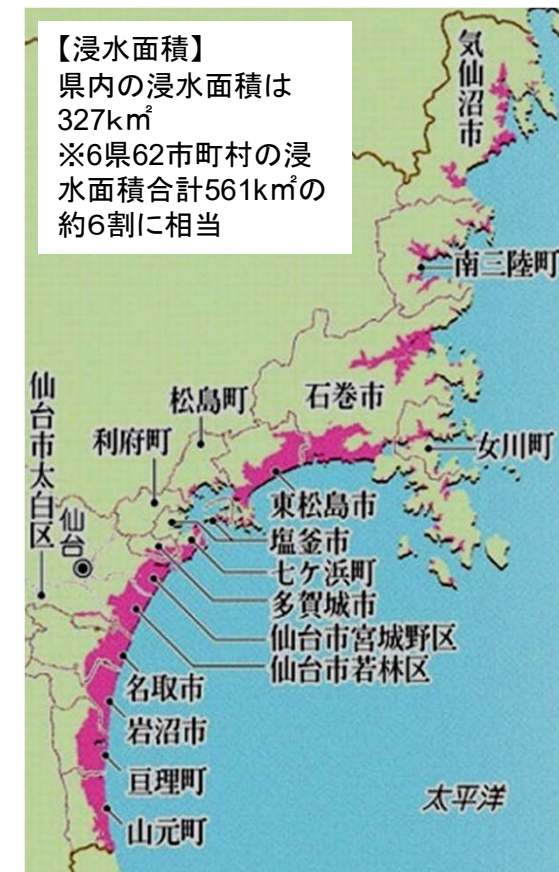 【浸水面積】
県内の浸水面積は
327k㎡
※6県62市町村の浸
水面積合計561k㎡の
約6割に相当
気仙沼市
南三陸町
石巻市
松島町
女川町
利府町
仙台市太白区
仙台
東松島市
塩釜市
七ケ浜町
多賀城市
仙台市宮城野区
仙台市若林区
名取市
岩沼市
亘理町
山元町
太平洋